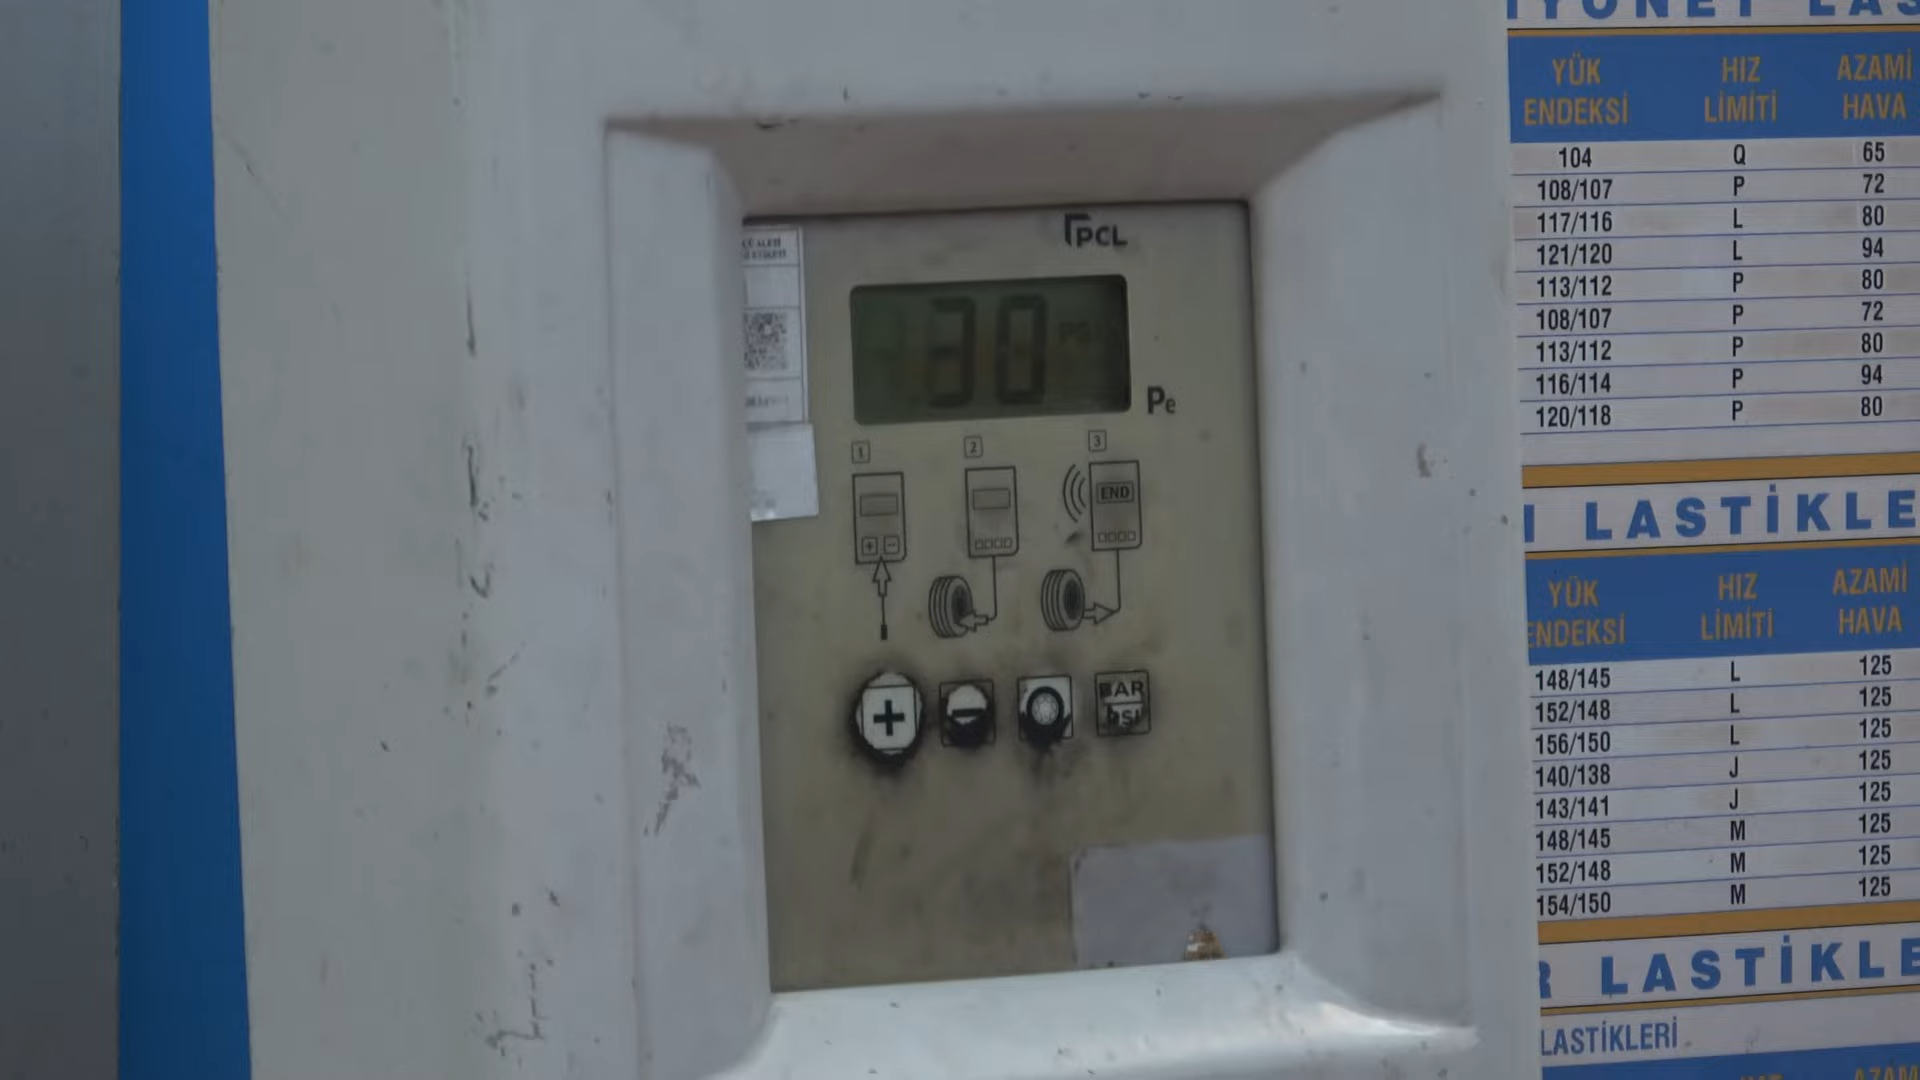 PCL
30 PSI
Pe
1 2 3
END
+ -
+ - BAR
psi
YÜK ENDEKSİ HIZ LİMİTİ AZAMİ HAVA
104 Q 65
108/107 P 72
117/116 L 80
121/120 L 94
113/112 P 80
108/107 P 72
113/112 P 80
116/114 P 94
120/118 P 80
LASTİKLE
YÜK ENDEKSİ HIZ LİMİTİ AZAMİ HAVA
148/145 L 125
152/148 L 125
156/150 L 125
140/138 J 125
143/141 J 125
148/145 M 125
152/148 M 125
154/150 M 125
R LASTİKLE
LASTİKLERİ